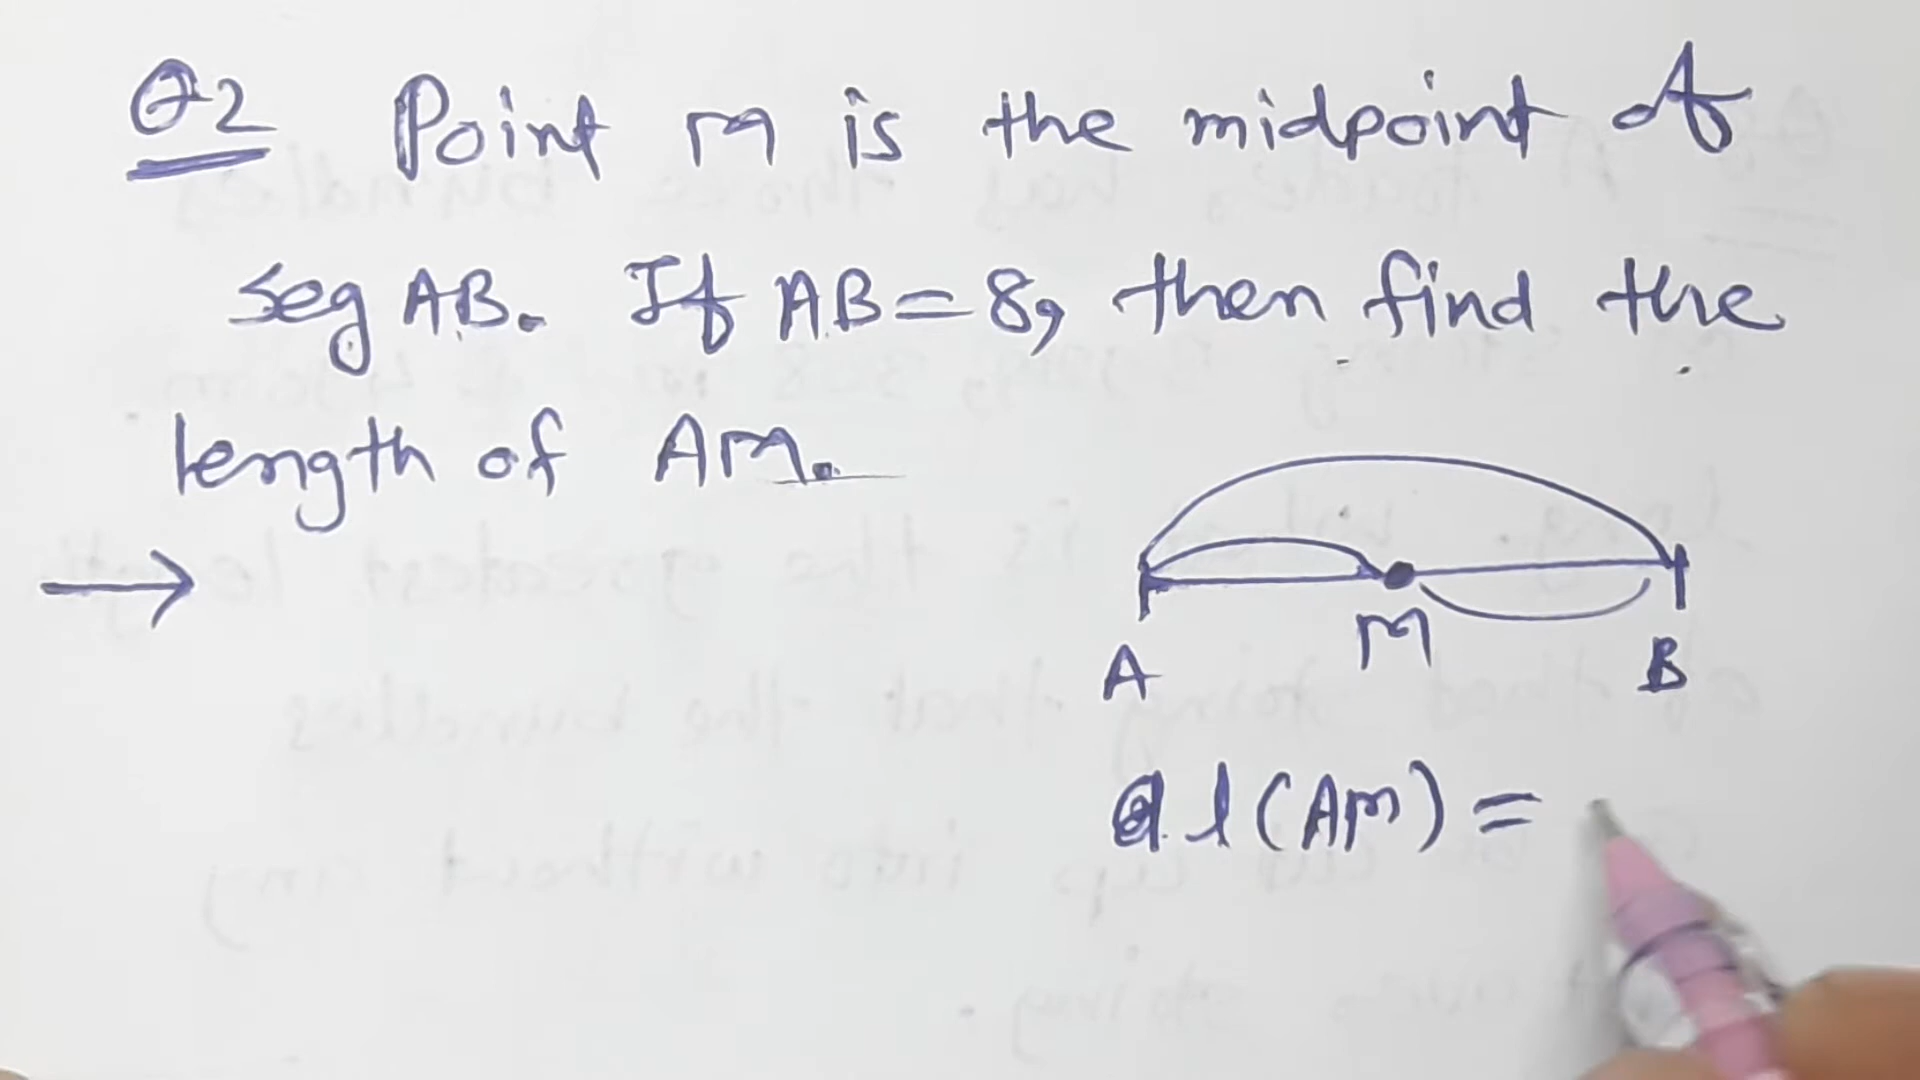 Q2 Point M is the midpoint of
seg AB. If AB=8, then find the
length of AM.
A M B
l(AM) =